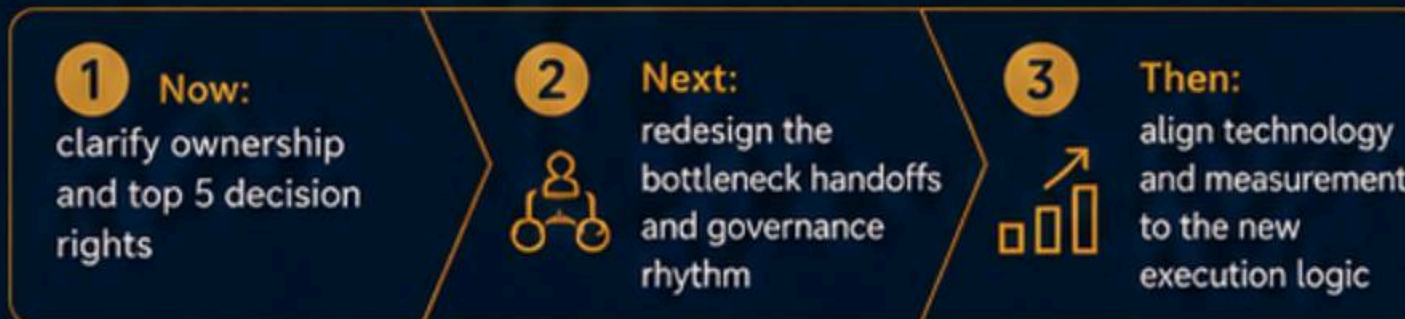 1 Now:
clarify ownership
and top 5 decision
rights
2 Next:
redesign the
bottleneck handoffs
and governance
rhythm
3 Then:
align technology
and measurement
to the new
execution logic